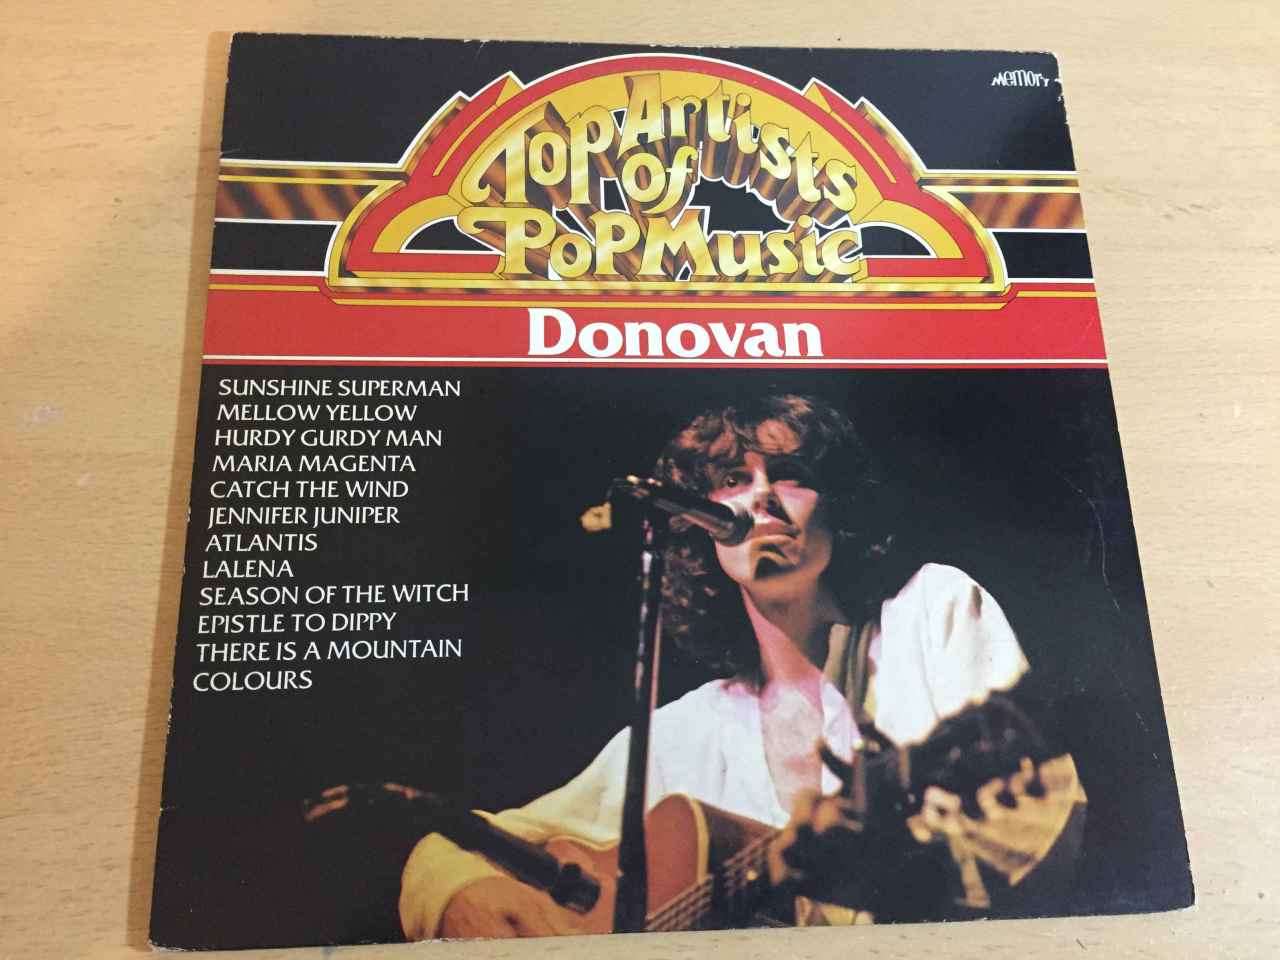 Memory
Top Artists
of
Pop Music
Donovan
SUNSHINE SUPERMAN
MELLOW YELLOW
HURDY GURDY MAN
MARIA MAGENTA
CATCH THE WIND
JENNIFER JUNIPER
ATLANTIS
LALENA
SEASON OF THE WITCH
EPISTLE TO DIPPY
THERE IS A MOUNTAIN
COLOURS